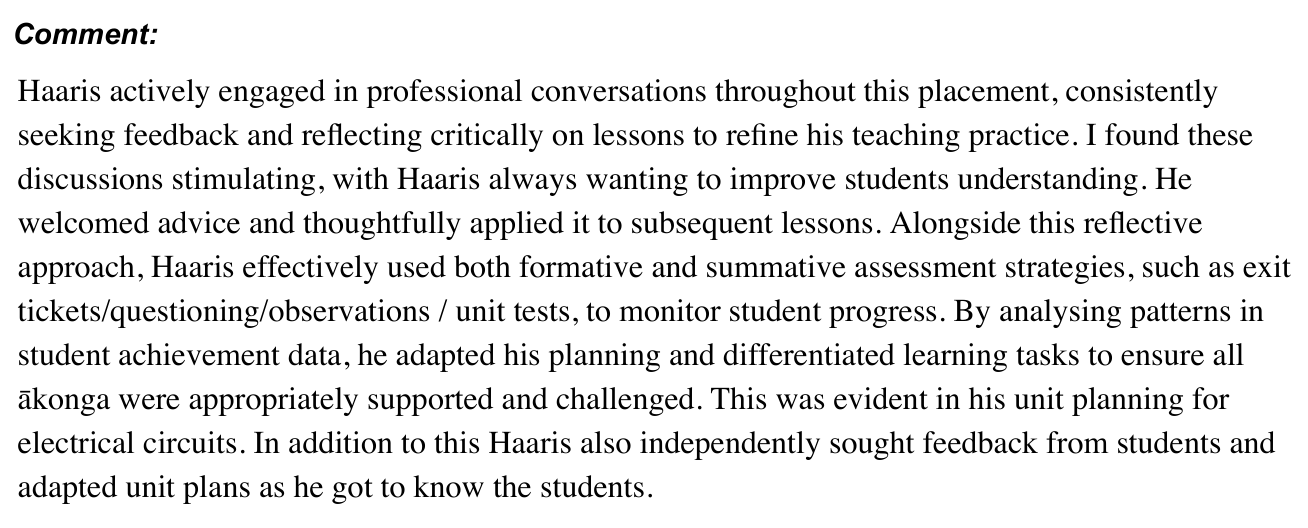 Comment:
Haaris actively engaged in professional conversations throughout this placement, consistently
seeking feedback and reflecting critically on lessons to refine his teaching practice. I found these
discussions stimulating, with Haaris always wanting to improve students understanding. He
welcomed advice and thoughtfully applied it to subsequent lessons. Alongside this reflective
approach, Haaris effectively used both formative and summative assessment strategies, such as exit
tickets/questioning/observations / unit tests, to monitor student progress. By analysing patterns in
student achievement data, he adapted his planning and differentiated learning tasks to ensure all
ākonga were appropriately supported and challenged. This was evident in his unit planning for
electrical circuits. In addition to this Haaris also independently sought feedback from students and
adapted unit plans as he got to know the students.